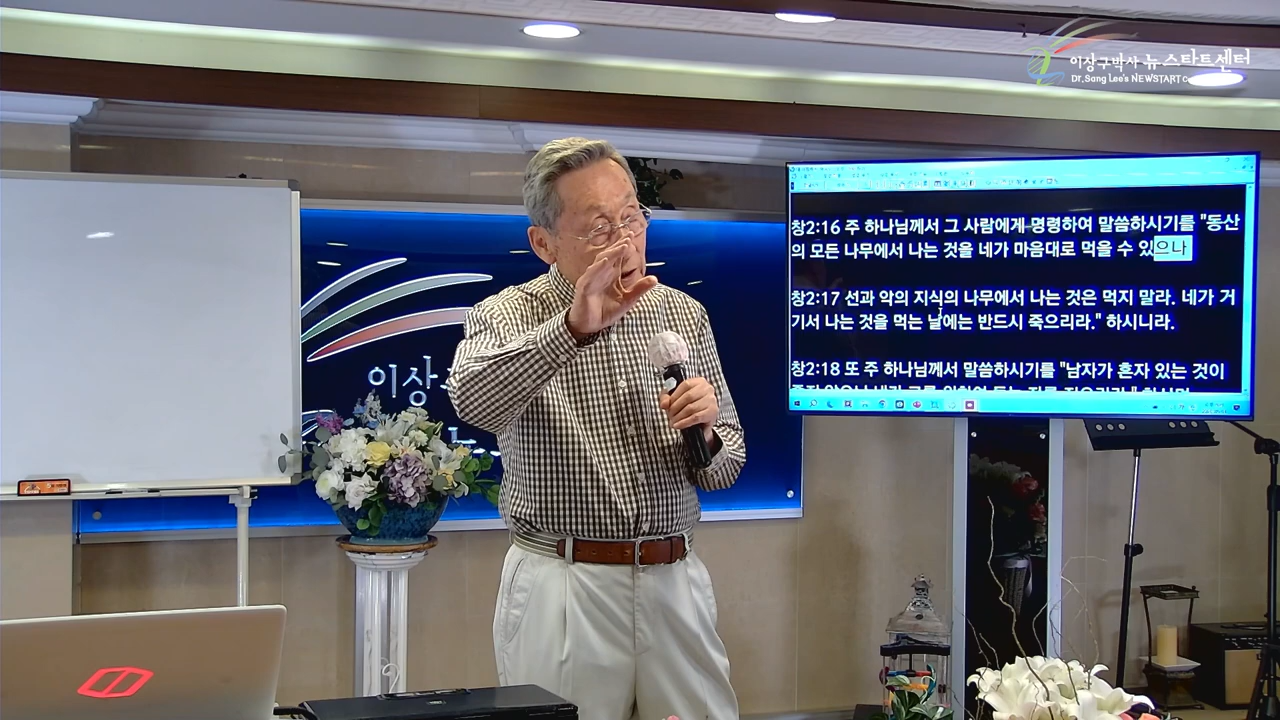 이상구박사 뉴스타트센터
Dr. Sang Lee's NEWSTART
창2:16 주 하나님께서 그 사람에게 명령하여 말씀하시기를 "동산
의 모든 나무에서 나는 것을 네가 마음대로 먹을 수 있으나
창2:17 선과 악의 지식의 나무에서 나는 것은 먹지 말라. 네가 거
기서 나는 것을 먹는 날에는 반드시 죽으리라." 하시니라.
창2:18 또 주 하나님께서 말씀하시기를 "남자가 혼자 있는 것이
이상